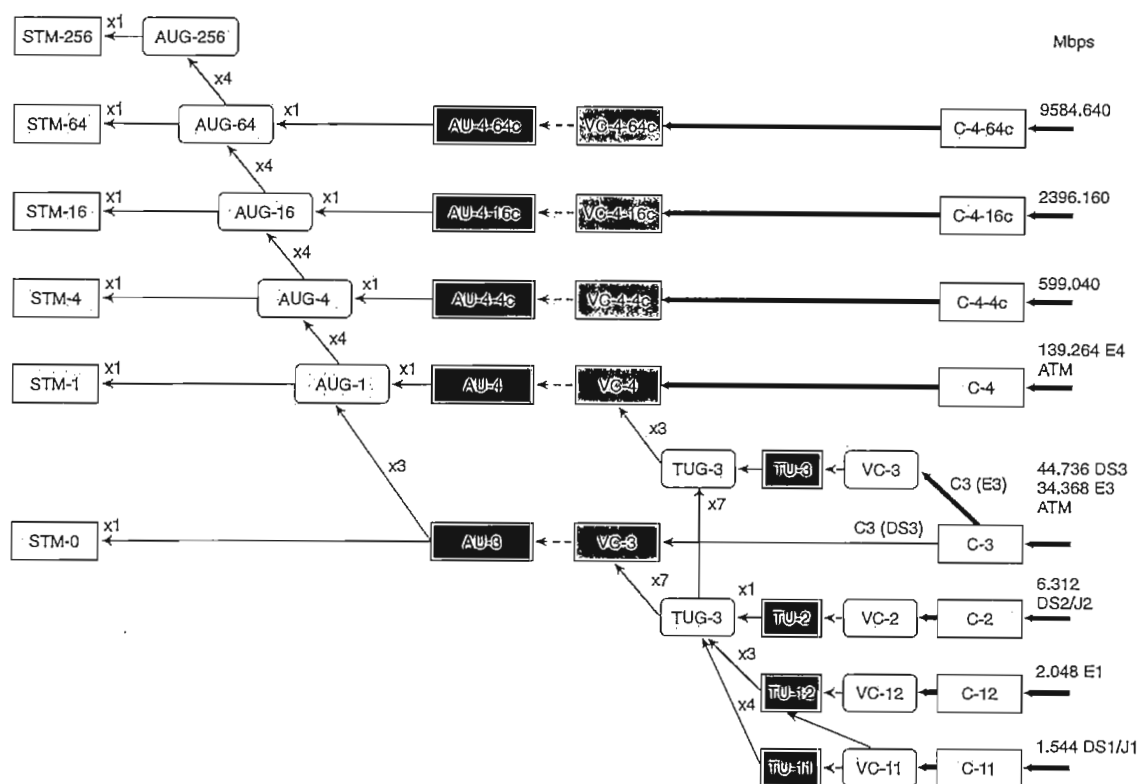 STM-256
x1
AUG-256
Mbps
x4
STM-64
x1
AUG-64
x1
AU-4-64c
VC-4-64c
C-4-64c
9584.640
x4
STM-16
x1
AUG-16
x1
AU-4-16c
VC-4-16c
C-4-16c
2396.160
x4
STM-4
x1
AUG-4
x1
AU-4-4c
VC-4-4c
C-4-4c
599.040
x4
STM-1
x1
AUG-1
x1
AU-4
VC-4
C-4
139.264 E4
ATM
x3
x3
TUG-3
TU-3
VC-3
C3 (E3)
44.736 DS3
34.368 E3
ATM
x7
C3 (DS3)
STM-0
x1
AU-3
VC-3
C-3
x7
TUG-3
x1
TU-2
VC-2
C-2
6.312
DS2/J2
x3
TU-12
VC-12
C-12
2.048 E1
x4
TU-11
VC-11
C-11
1.544 DS1/J1